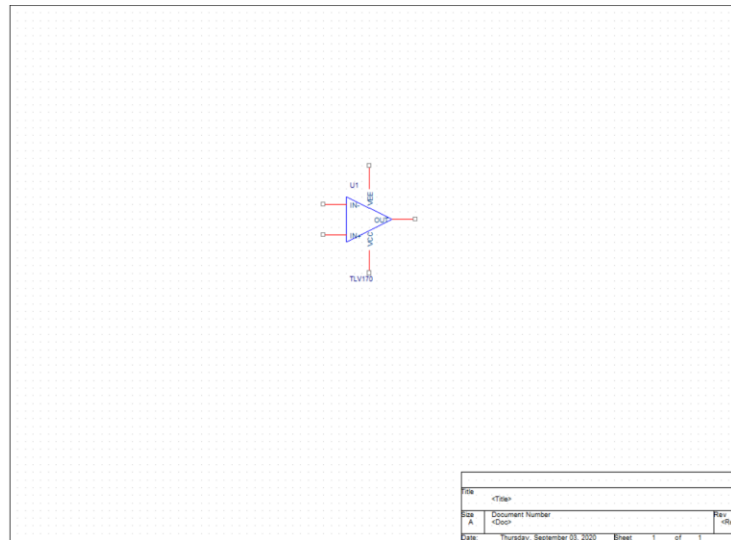 U1
VEE
IN-
OUT
IN+
VCC
TLV170
Title
<Title>
Size Document Number Rev
A <Doc>
Date: Thursday, September 03, 2020 Sheet 1 of 1